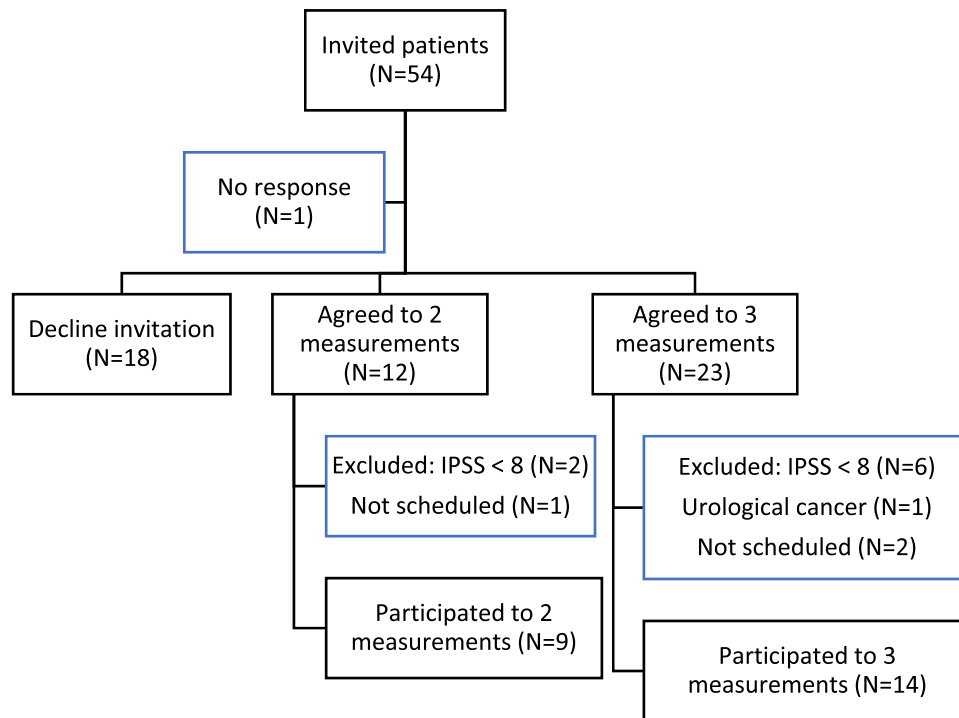 Invited patients
(N=54)
No response
(N=1)
Decline invitation
(N=18)
Agreed to 2
measurements
(N=12)
Agreed to 3
measurements
(N=23)
Excluded: IPSS < 8 (N=2)
Not scheduled (N=1)
Excluded: IPSS < 8 (N=6)
Urological cancer (N=1)
Not scheduled (N=2)
Participated to 2
measurements (N=9)
Participated to 3
measurements (N=14)